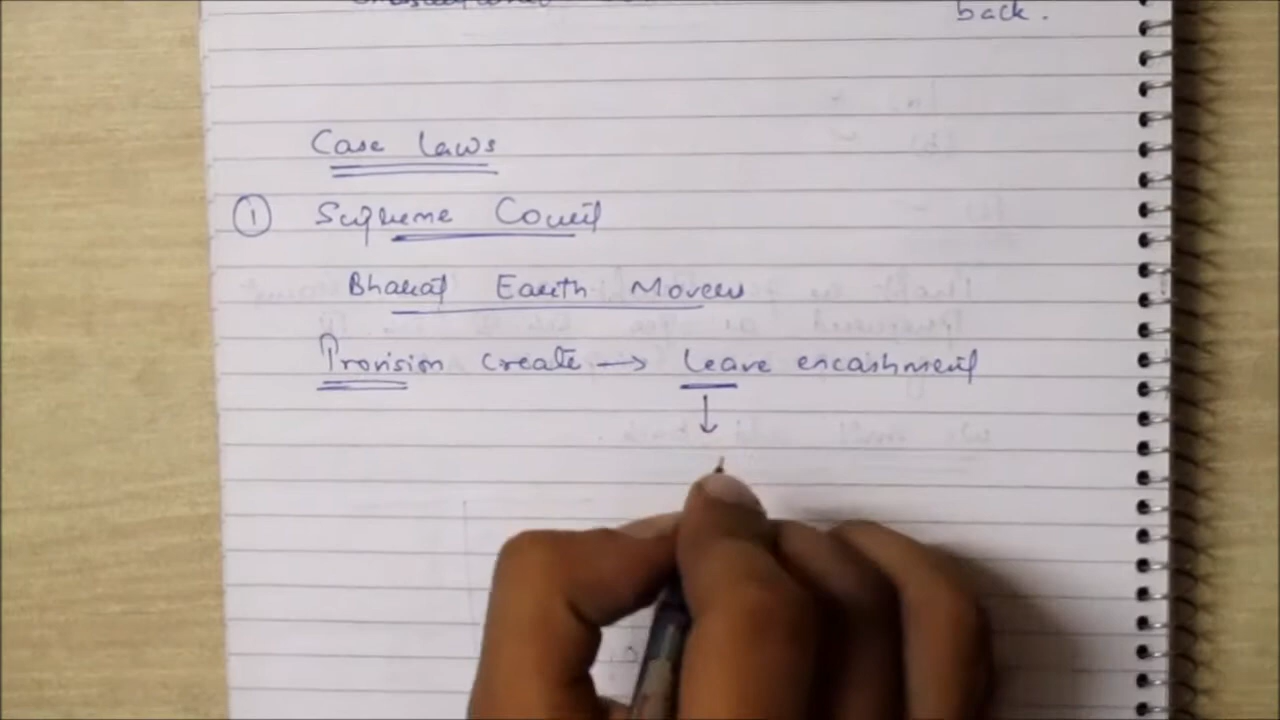 back.
Case Laws
① Supreme Court
Bharat Earth Movers
Provision create → Leave encashment
↓